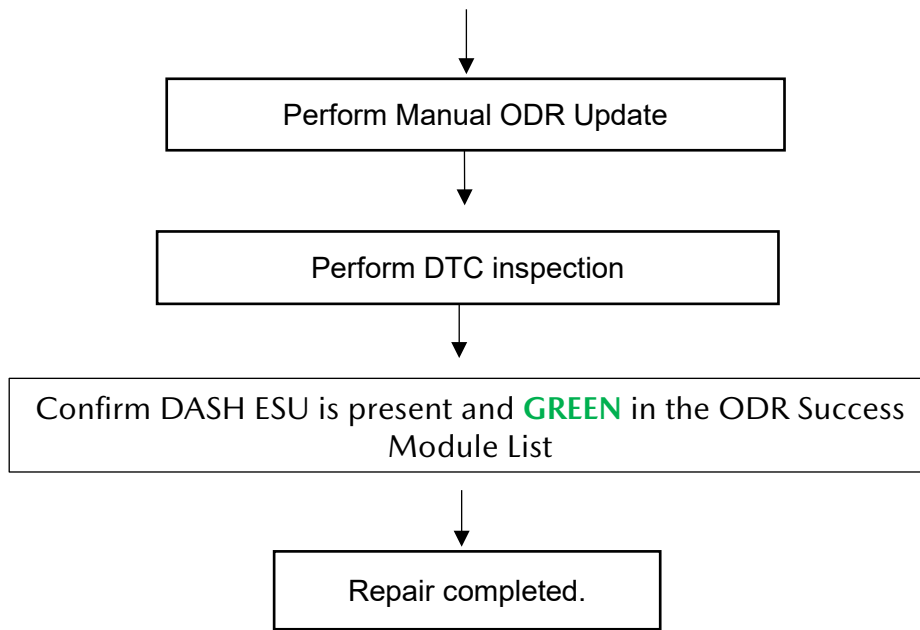 Perform Manual ODR Update
Perform DTC inspection
Confirm DASH ESU is present and GREEN in the ODR Success
Module List
Repair completed.